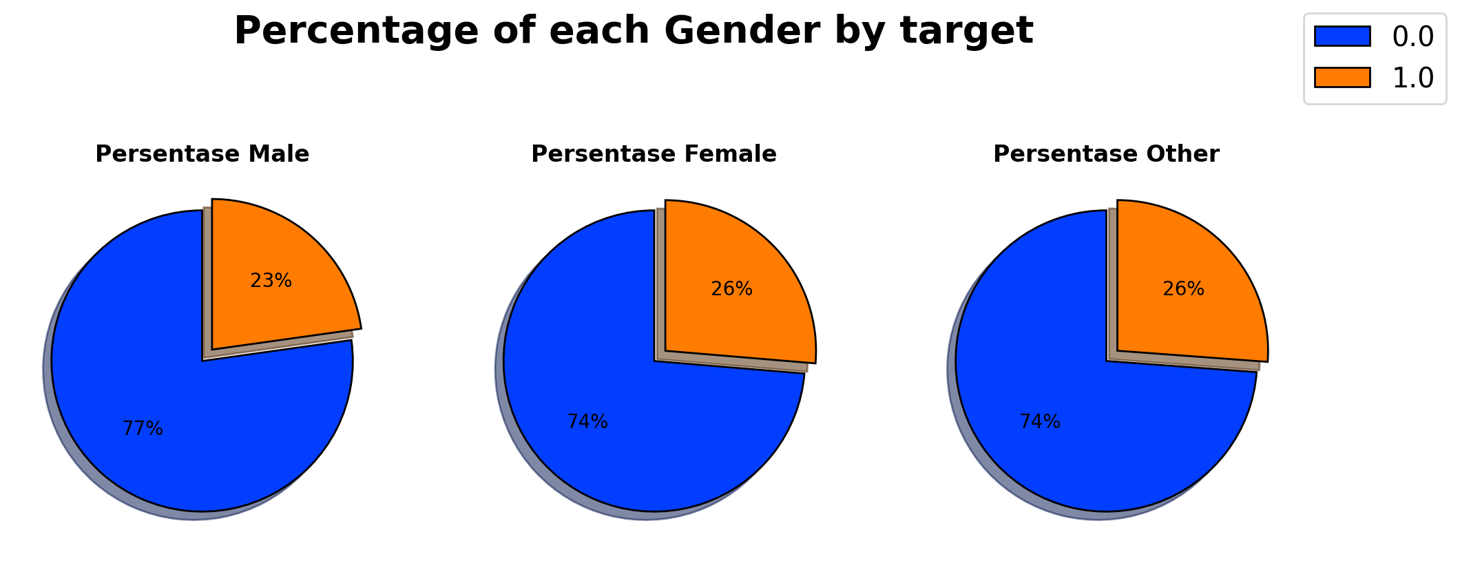 Percentage of each Gender by target
0.0
1.0
Persentase Male
Persentase Female
Persentase Other
23%
77%
26%
74%
26%
74%